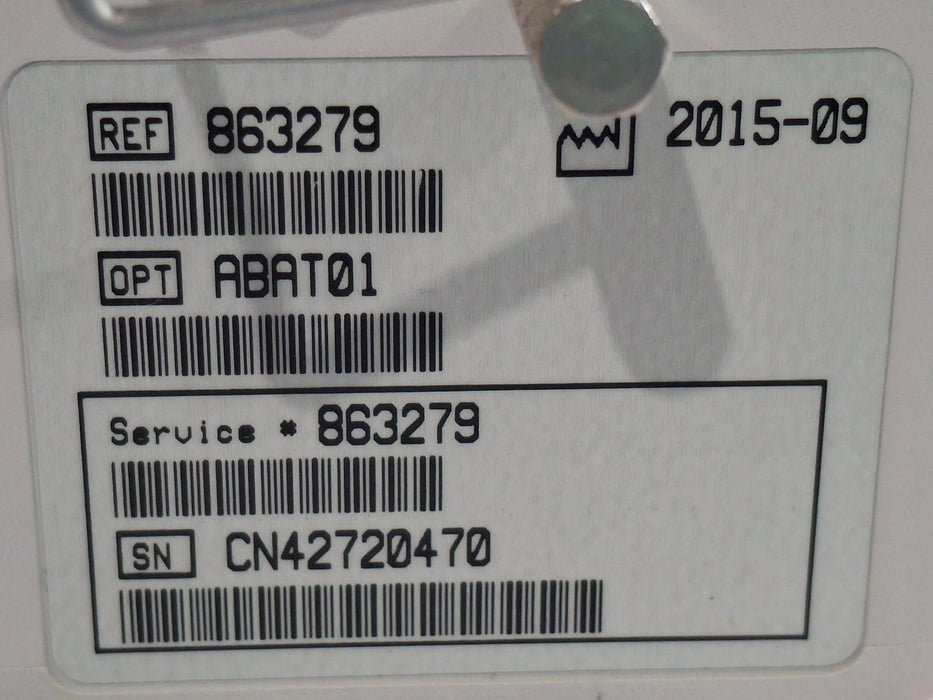 REF 863279 2015-09
OPT ABAT01
Service # 863279
SN CN42720470